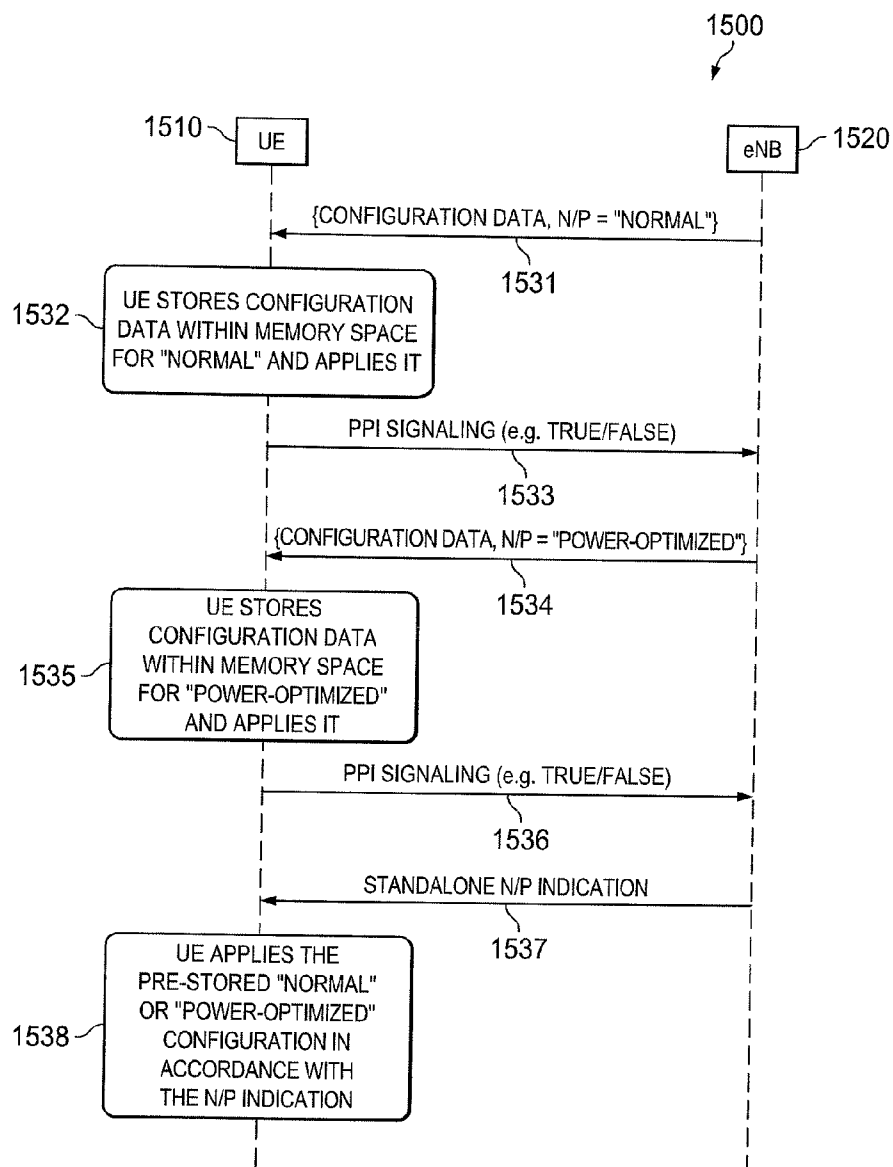 1500
1510
UE
eNB
1520
{CONFIGURATION DATA, N/P = "NORMAL"}
1531
1532
UE STORES CONFIGURATION
DATA WITHIN MEMORY SPACE
FOR "NORMAL" AND APPLIES IT
PPI SIGNALING (e.g. TRUE/FALSE)
1533
{CONFIGURATION DATA, N/P = "POWER-OPTIMIZED"}
1534
1535
UE STORES
CONFIGURATION DATA
WITHIN MEMORY SPACE
FOR "POWER-OPTIMIZED"
AND APPLIES IT
PPI SIGNALING (e.g. TRUE/FALSE)
1536
STANDALONE N/P INDICATION
1537
1538
UE APPLIES THE
PRE-STORED "NORMAL"
OR "POWER-OPTIMIZED"
CONFIGURATION IN
ACCORDANCE WITH
THE N/P INDICATION